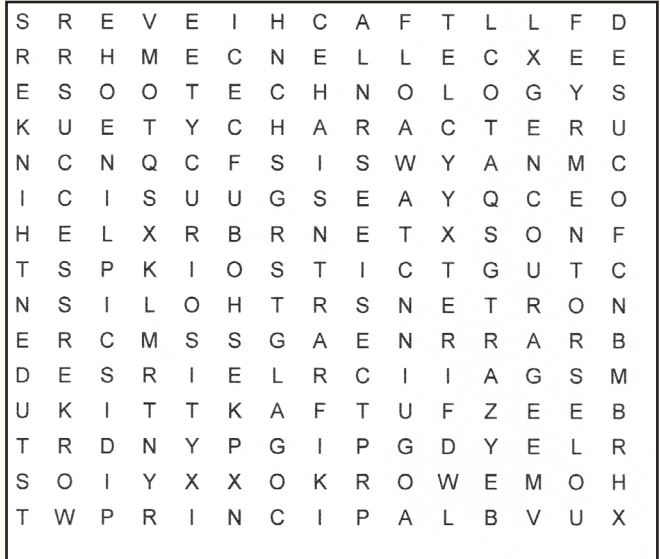 S R E V E I H C A F T L L F D
R R H M E C N E L L E C X E E
E S O O T E C H N O L O G Y S
K U E T Y C H A R A C T E R U
N C N Q C F S I S W Y A N M C
I C I S U U G S E A Y Q C E O
H E L X R B R N E T X S O N F
T S P K I O S T I C T G U T C
N S I L O H T R S N E T R O N
E R C M S S G A E N R R A R B
D E S R I E L R C I I A G S M
U K I T T K A F T U F Z E E B
T R D N Y P G I P G D Y E L R
S O I Y X X O K R O W E M O H
T W P R I N C I P A L B V U X